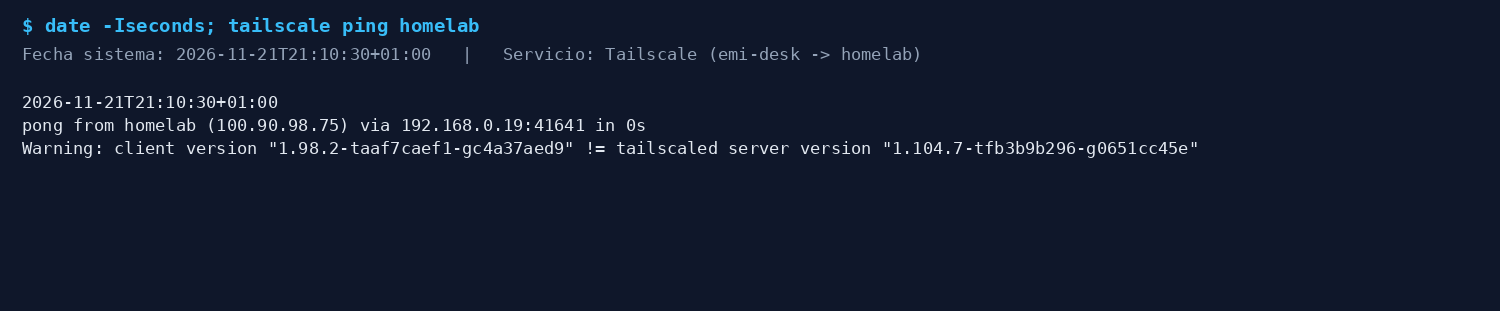 $ date -Iseconds; tailscale ping homelab
Fecha sistema: 2026-11-21T21:10:30+01:00 | Servicio: Tailscale (emi-desk -> homelab)
2026-11-21T21:10:30+01:00
pong from homelab (100.90.98.75) via 192.168.0.19:41641 in 0s
Warning: client version "1.98.2-taaf7caef1-gc4a37aed9" != tailscaled server version "1.104.7-tfb3b9b296-g0651cc45e"